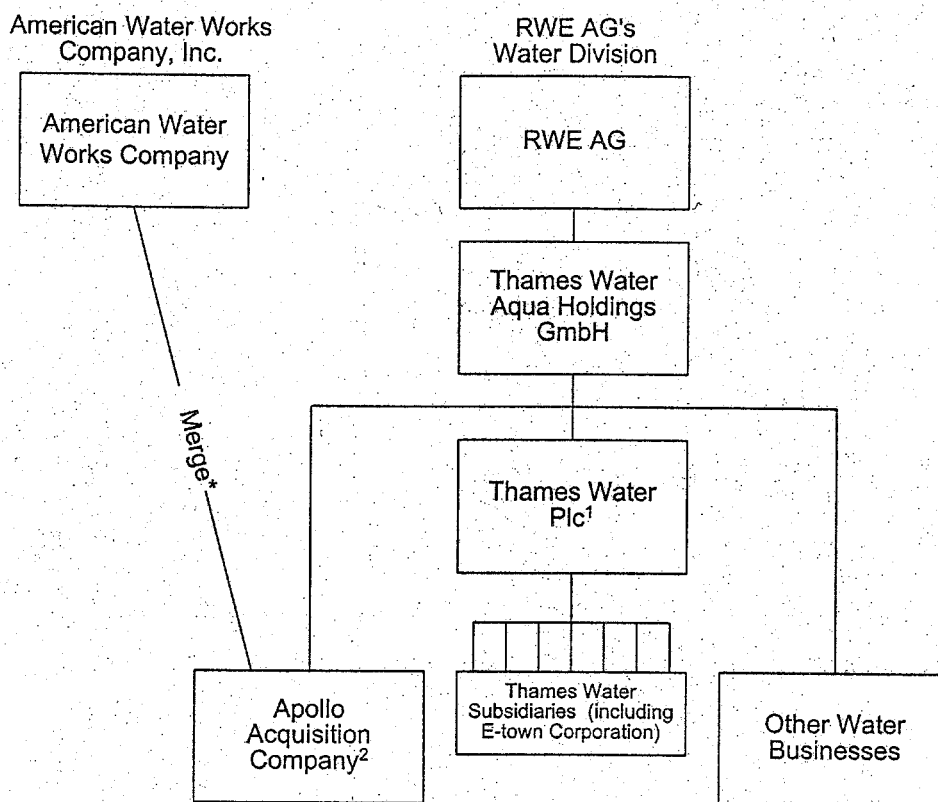 American Water Works
Company, Inc.
RWE AG's
Water Division
American Water
Works Company
RWE AG
Thames Water
Aqua Holdings
GmbH
Merge*
Thames Water
Plc¹
Apollo
Acquisition
Company²
Thames Water
Subsidiaries (including
E-town Corporation)
Other Water
Businesses